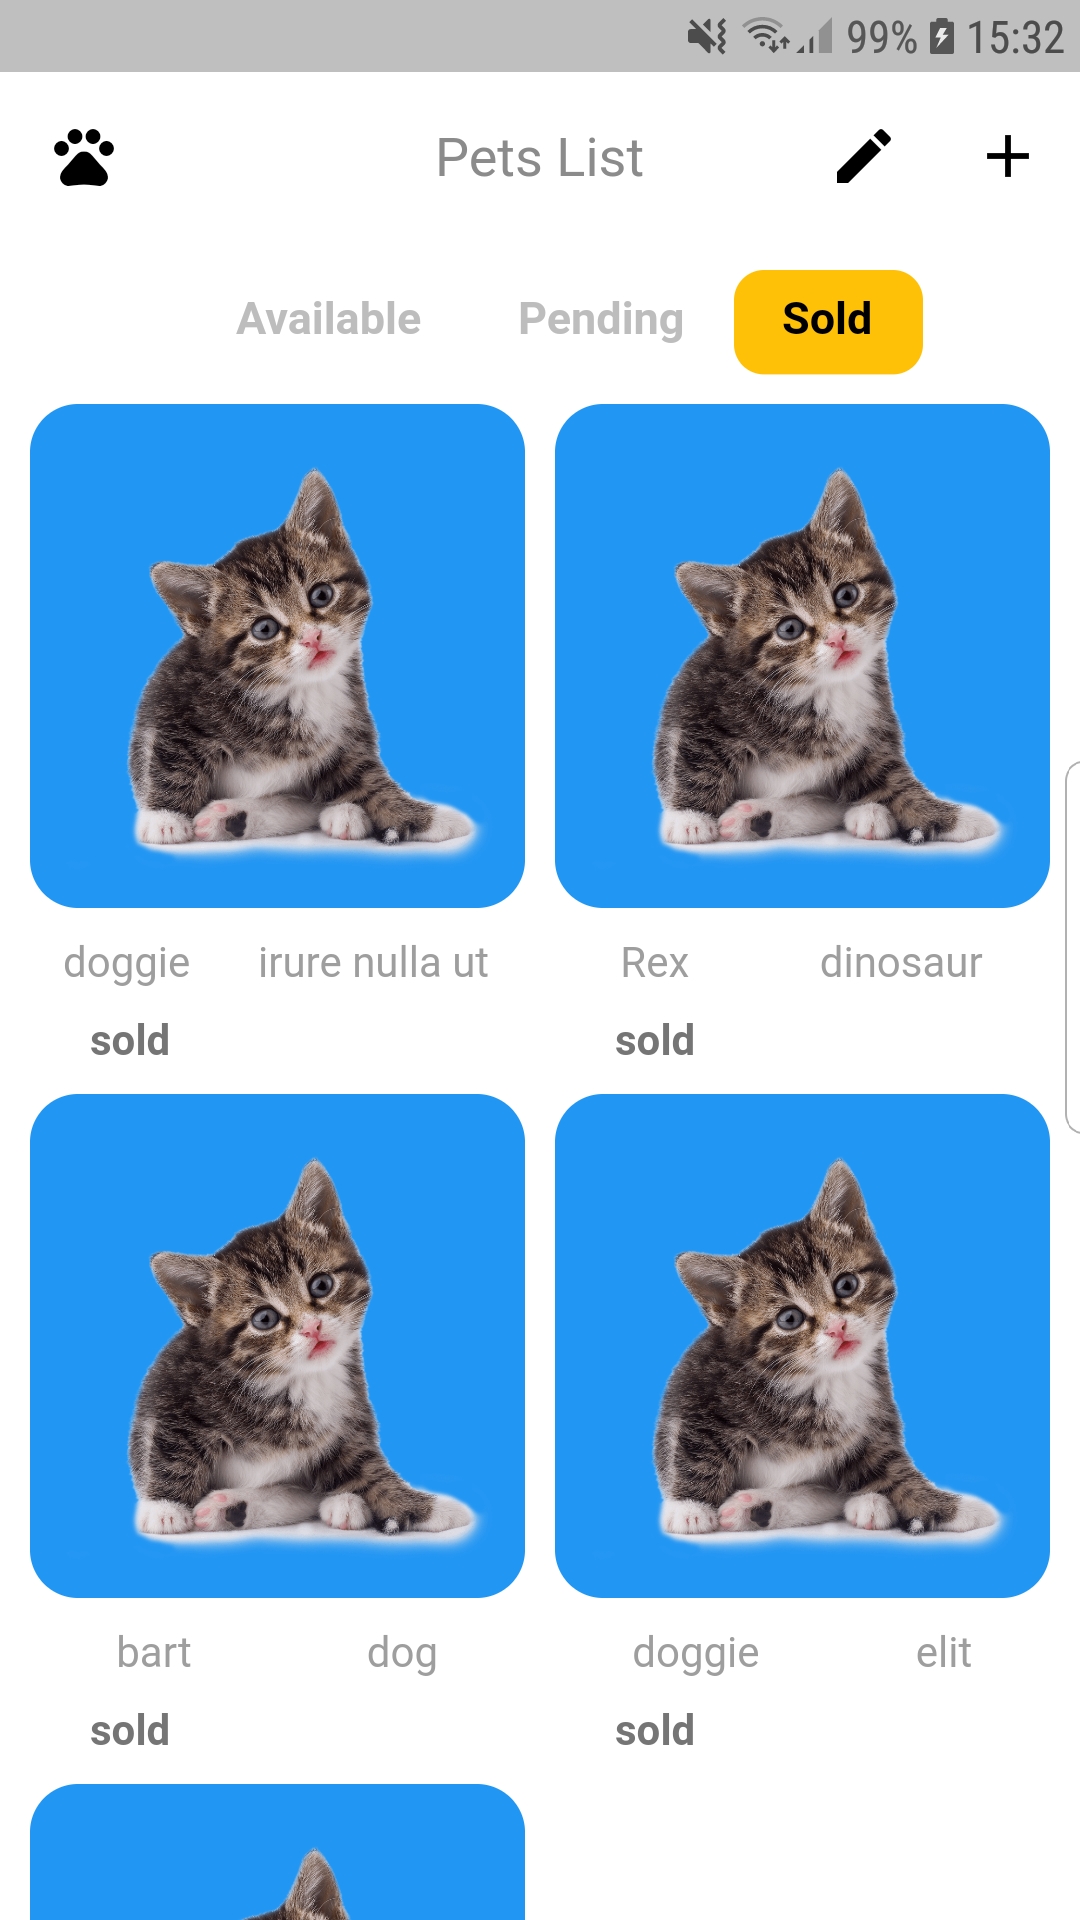 99% 15:32
Pets List
Available Pending Sold
doggie irure nulla ut Rex dinosaur
sold sold
bart dog doggie elit
sold sold